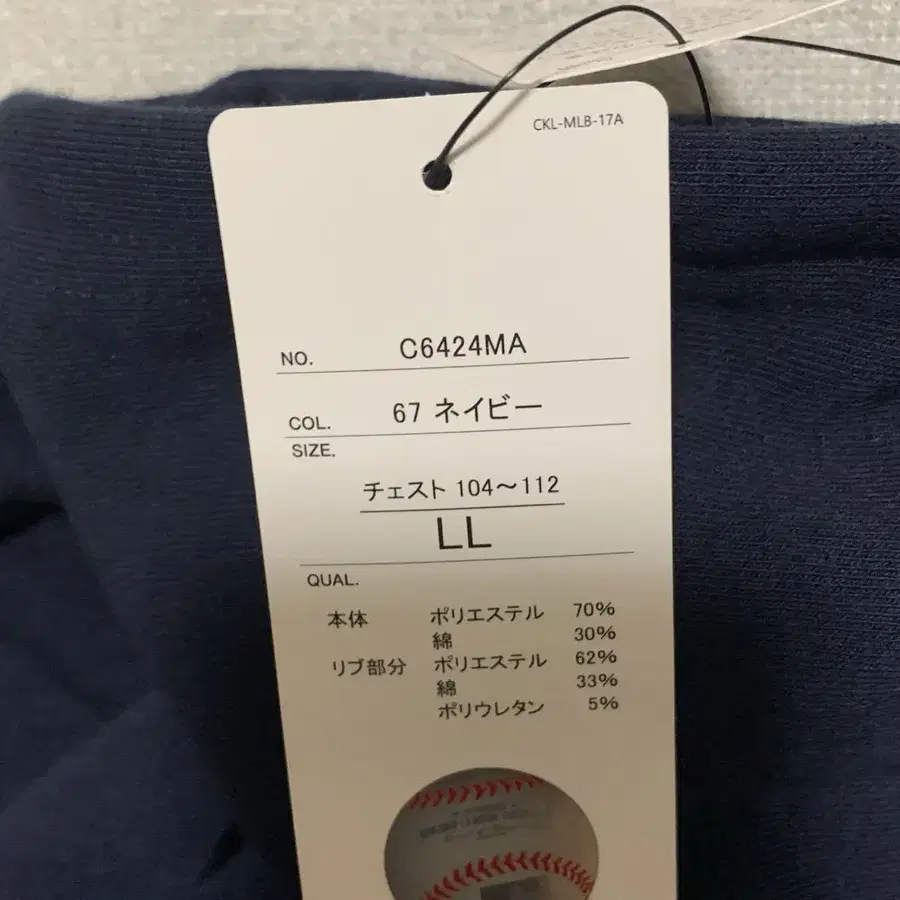 CKL-MLB-17A
NO. C6424MA
COL. 67 ネイビー
SIZE.
チェスト 104～112
LL
QUAL.
本体 ポリエステル 70%
綿 30%
リブ部分 ポリエステル 62%
綿 33%
ポリウレタン 5%